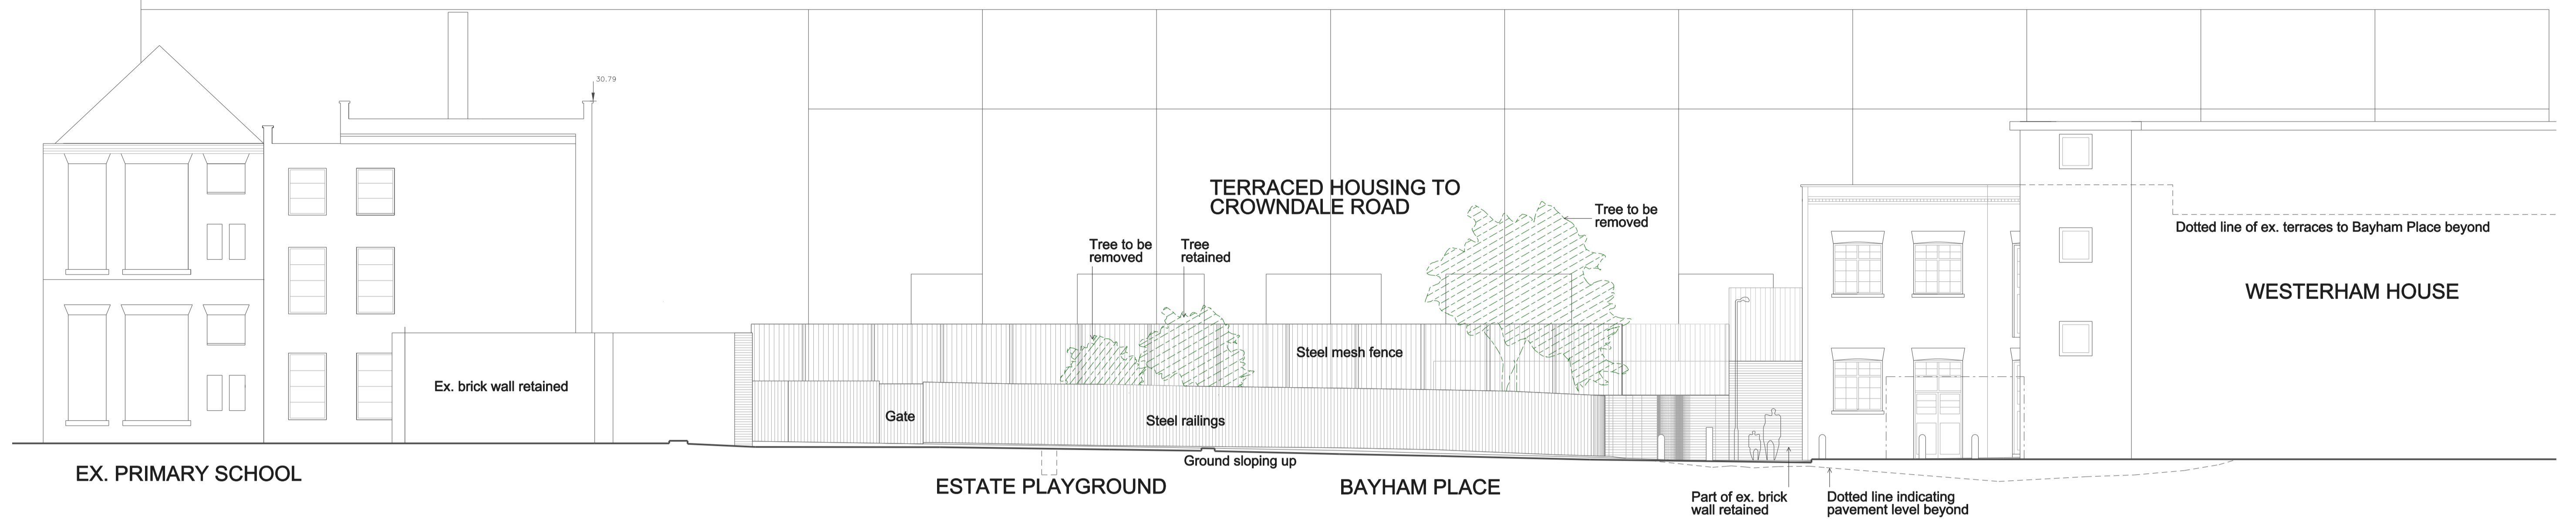 30.79
TERRACED HOUSING TO
CROWNDALE ROAD
Tree to be
removed
Tree to be
removed
Tree
retained
Dotted line of ex. terraces to Bayham Place beyond
WESTERHAM HOUSE
Steel mesh fence
Ex. brick wall retained
Gate
Steel railings
Ground sloping up
EX. PRIMARY SCHOOL
ESTATE PLAYGROUND
BAYHAM PLACE
Part of ex. brick
wall retained
Dotted line indicating
pavement level beyond